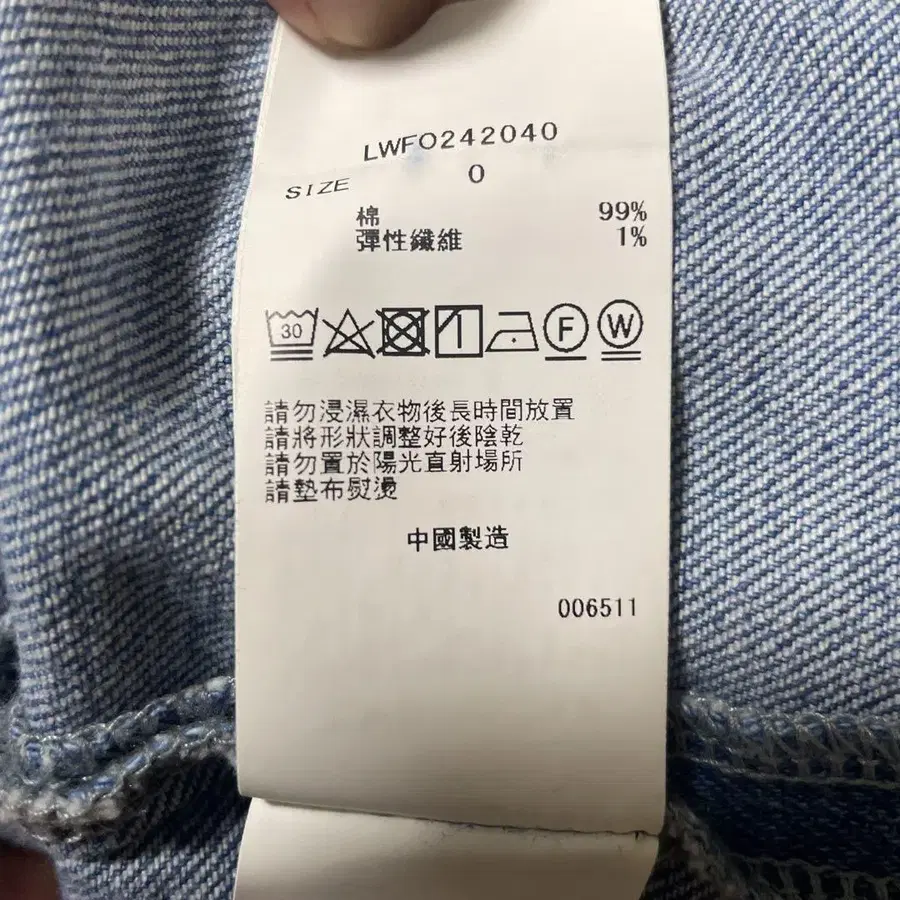 LWFO242040
SIZE 0
棉 99%
彈性纖維 1%
30 F W
請勿浸濕衣物後長時間放置
請將形狀調整好後陰乾
請勿置於陽光直射場所
請墊布熨燙
中國製造
006511